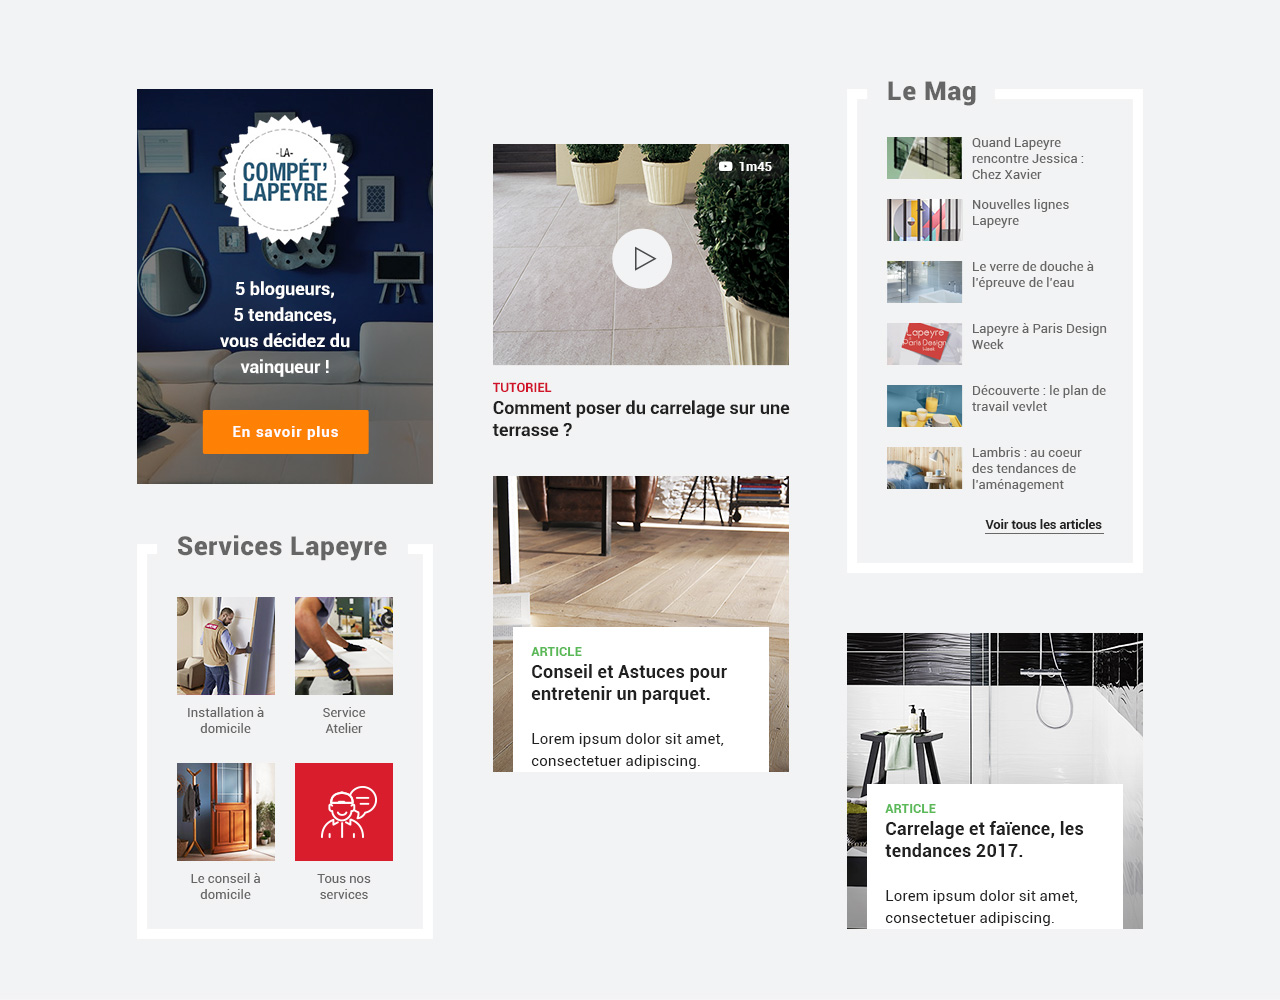 -LA-
COMPÉT'
LAPEYRE
5 blogueurs,
5 tendances,
vous décidez du
vainqueur !
En savoir plus
Services Lapeyre
Installation à
domicile
Service
Atelier
Le conseil à
domicile
Tous nos
services
1m45
TUTORIEL
Comment poser du carrelage sur une
terrasse ?
ARTICLE
Conseil et Astuces pour
entretenir un parquet.
Lorem ipsum dolor sit amet,
consectetuer adipiscing.
Le Mag
Quand Lapeyre
rencontre Jessica :
Chez Xavier
Nouvelles lignes
Lapeyre
Le verre de douche à
l'épreuve de l'eau
Lapeyre
Paris Design
Week
Lapeyre à Paris Design
Week
Découverte : le plan de
travail vevlet
Lambris : au coeur
des tendances de
l'aménagement
Voir tous les articles
ARTICLE
Carrelage et faïence, les
tendances 2017.
Lorem ipsum dolor sit amet,
consectetuer adipiscing.